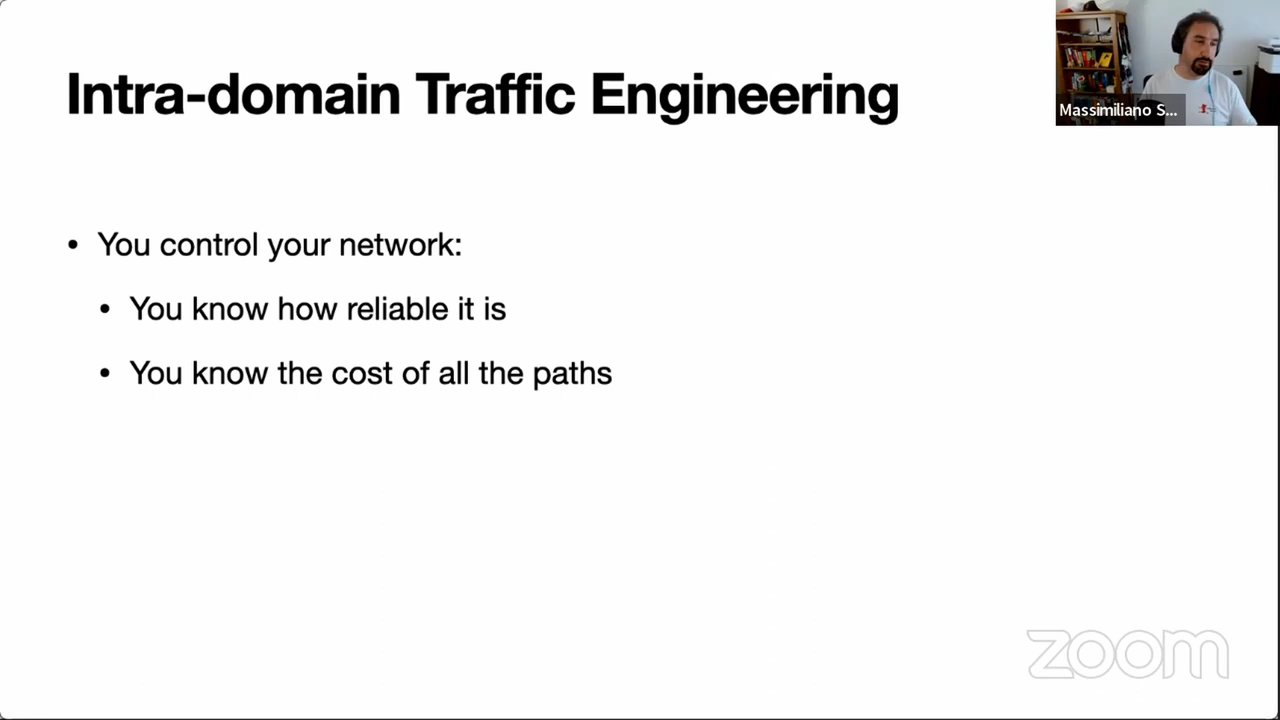 Intra-domain Traffic Engineering
Massimiliano S...
• You control your network:
• You know how reliable it is
• You know the cost of all the paths
zoom